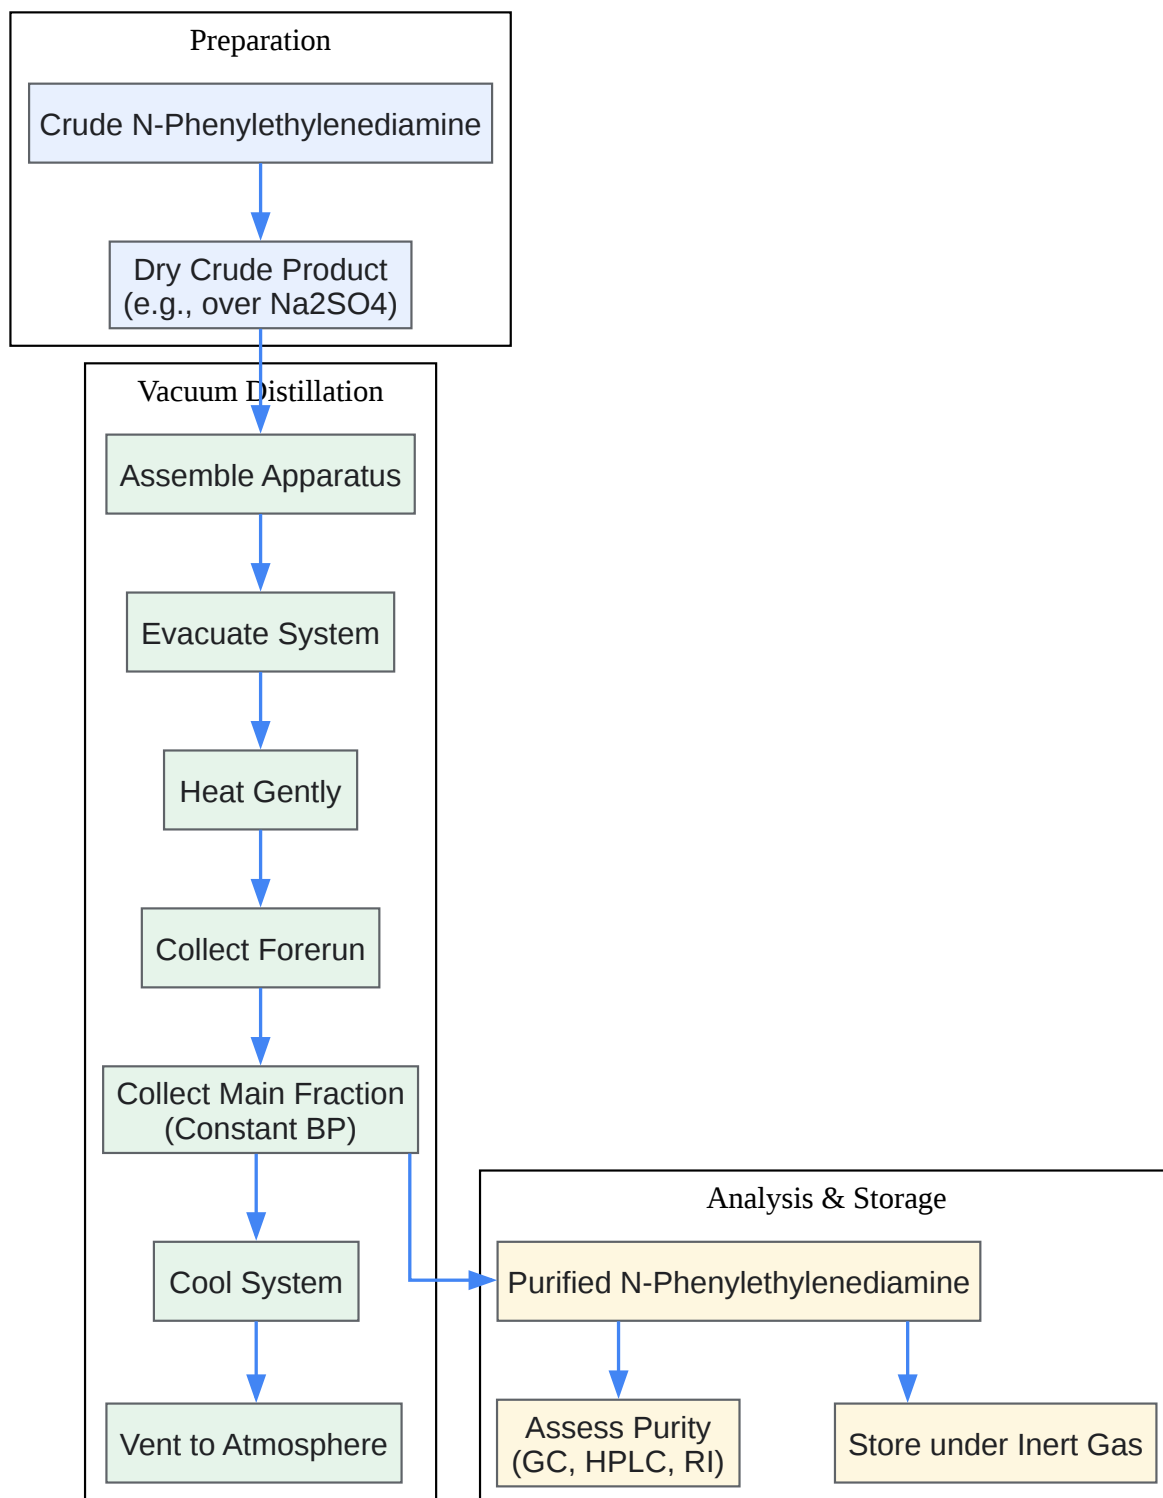 Preparation
Crude N-Phenylethylenediamine
Dry Crude Product
(e.g., over Na2SO4)
Vacuum Distillation
Assemble Apparatus
Evacuate System
Heat Gently
Collect Forerun
Collect Main Fraction
(Constant BP)
Cool System
Vent to Atmosphere
Analysis & Storage
Purified N-Phenylethylenediamine
Assess Purity
(GC, HPLC, RI)
Store under Inert Gas